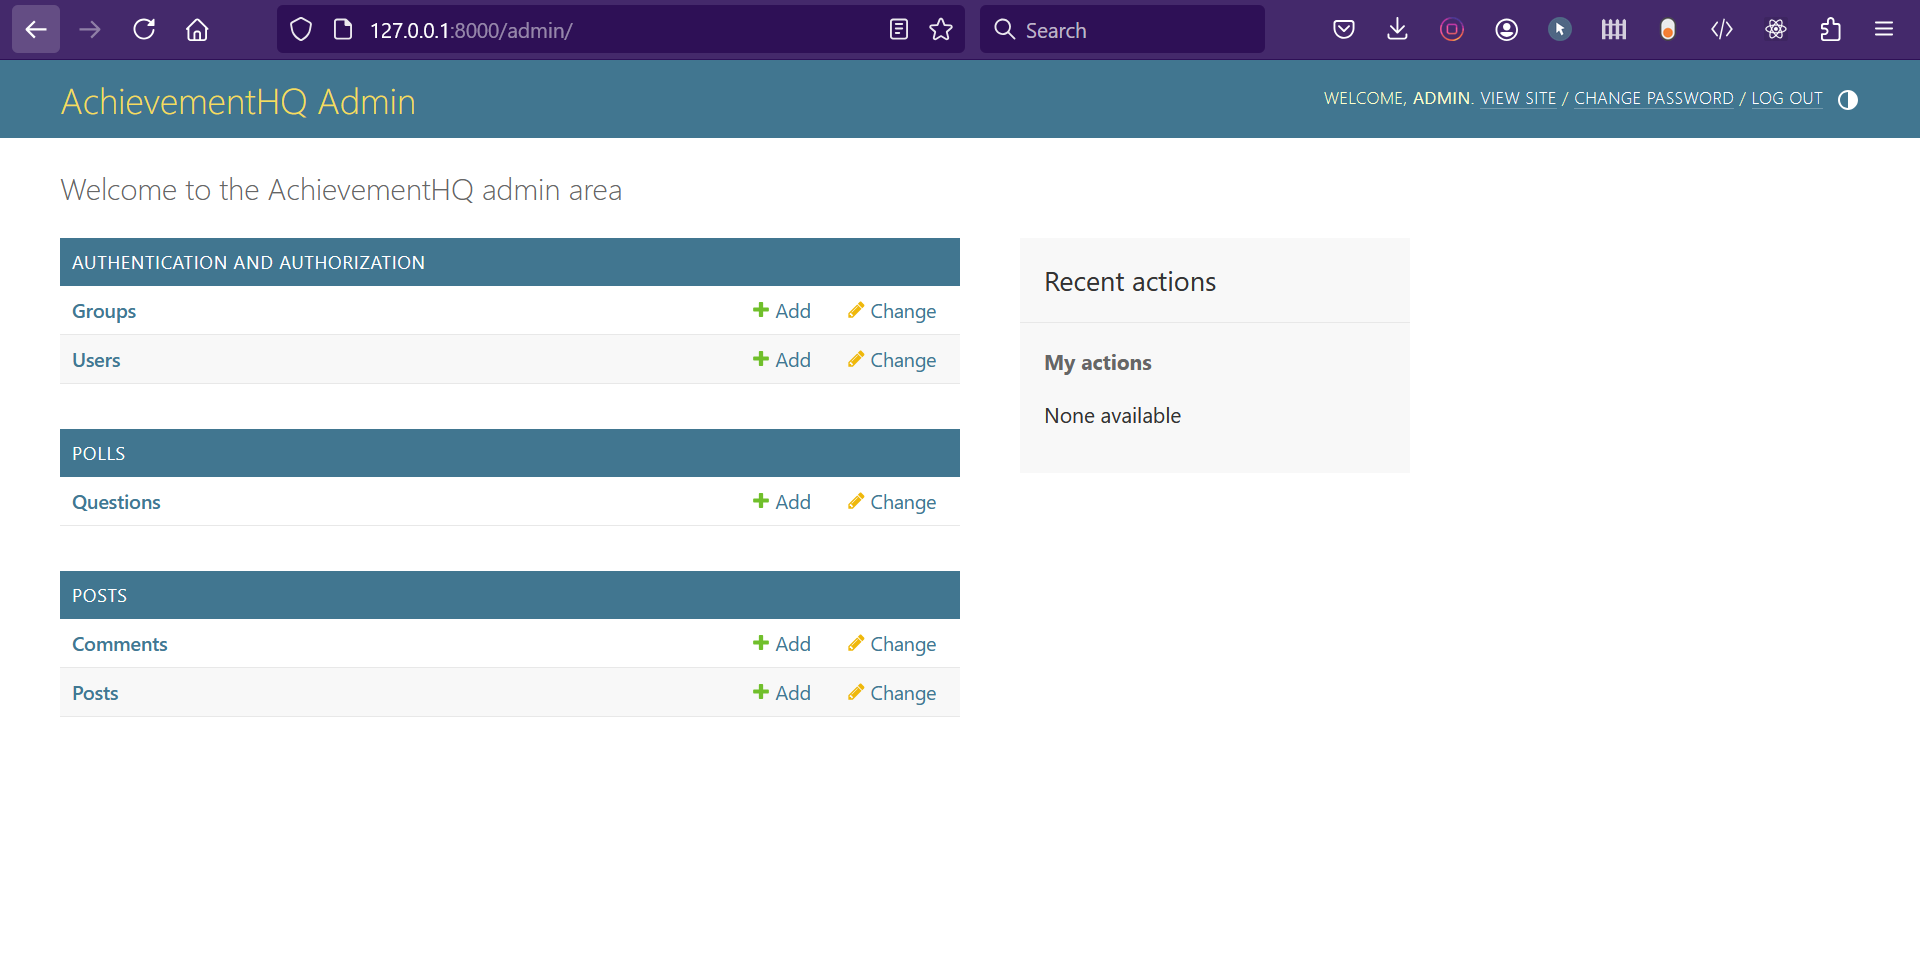 127.0.0.1:8000/admin/
Search
AchievementHQ Admin
WELCOME, ADMIN. VIEW SITE / CHANGE PASSWORD / LOG OUT
Welcome to the AchievementHQ admin area
AUTHENTICATION AND AUTHORIZATION
Groups Add Change
Users Add Change
POLLS
Questions Add Change
POSTS
Comments Add Change
Posts Add Change
Recent actions
My actions
None available